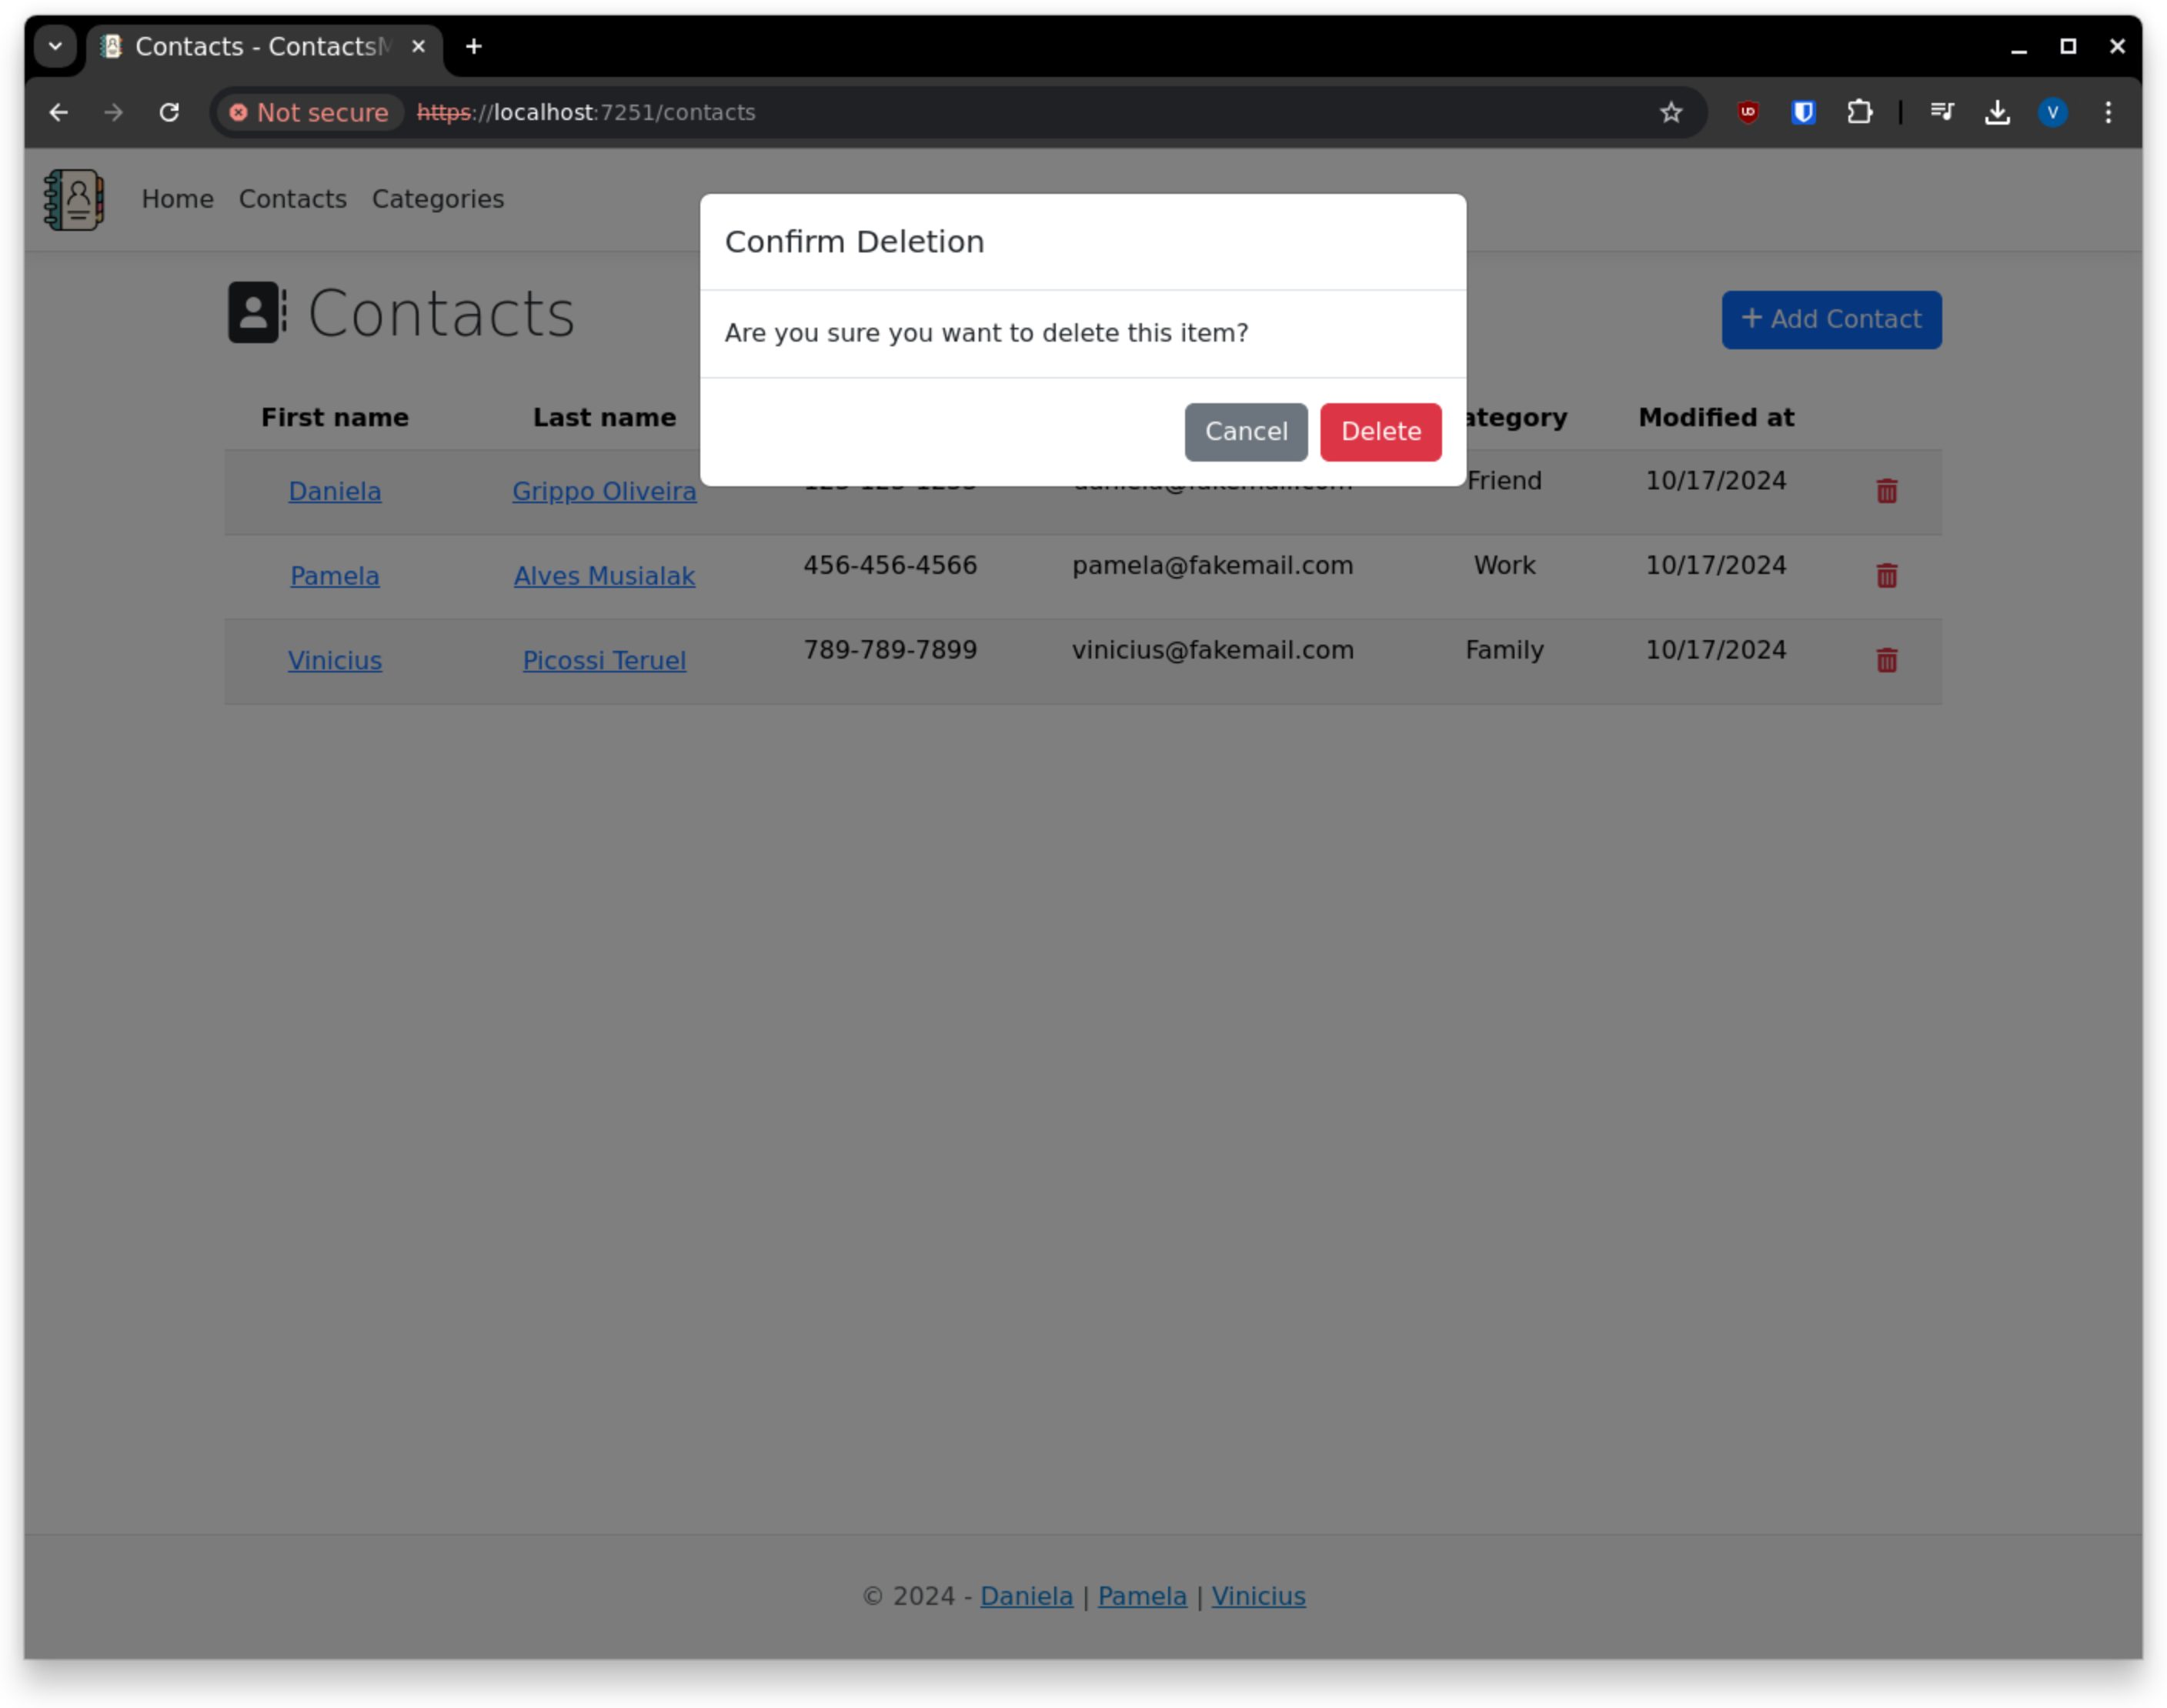 Contacts - Contacts
Not secure https://localhost:7251/contacts V
Home Contacts Categories
Confirm Deletion
Contacts
Are you sure you want to delete this item?
+ Add Contact
Cancel Delete
First name Last name ategory Modified at
Daniela Grippo Oliveira Friend 10/17/2024
Pamela Alves Musialak 456-456-4566 pamela@fakemail.com Work 10/17/2024
Vinicius Picossi Teruel 789-789-7899 vinicius@fakemail.com Family 10/17/2024
© 2024 - Daniela | Pamela | Vinicius